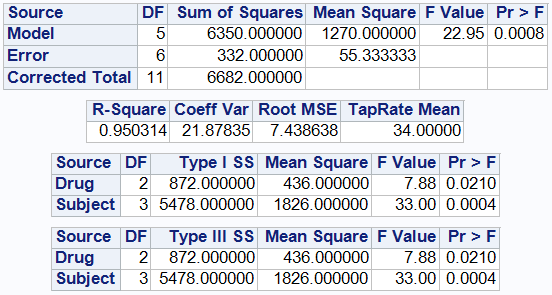 Source DF Sum of Squares Mean Square F Value Pr > F
Model 5 6350.000000 1270.000000 22.95 0.0008
Error 6 332.000000 55.333333
Corrected Total 11 6682.000000
R-Square Coeff Var Root MSE TapRate Mean
0.950314 21.87835 7.438638 34.00000
Source DF Type I SS Mean Square F Value Pr > F
Drug 2 872.000000 436.000000 7.88 0.0210
Subject 3 5478.000000 1826.000000 33.00 0.0004
Source DF Type III SS Mean Square F Value Pr > F
Drug 2 872.000000 436.000000 7.88 0.0210
Subject 3 5478.000000 1826.000000 33.00 0.0004